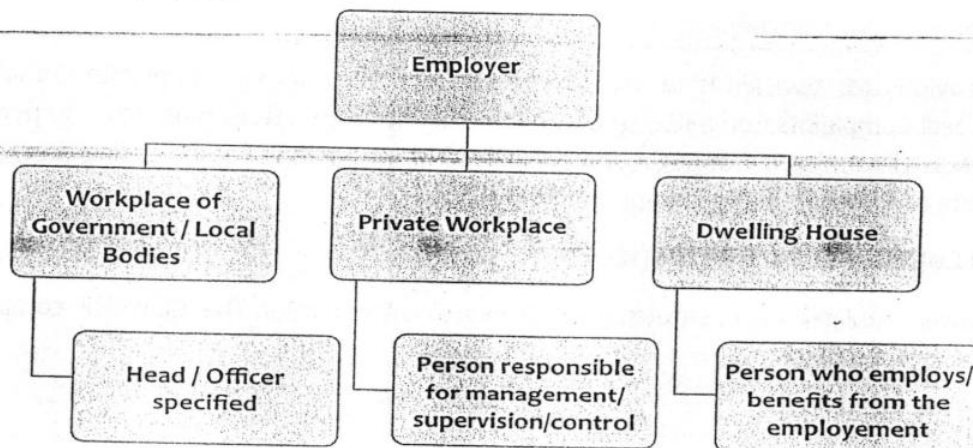 Employer
Workplace of
Government / Local
Bodies
Private Workplace
Dwelling House
Head / Officer
specified
Person responsible
for management/
supervision/control
Person who employs/
benefits from the
employement